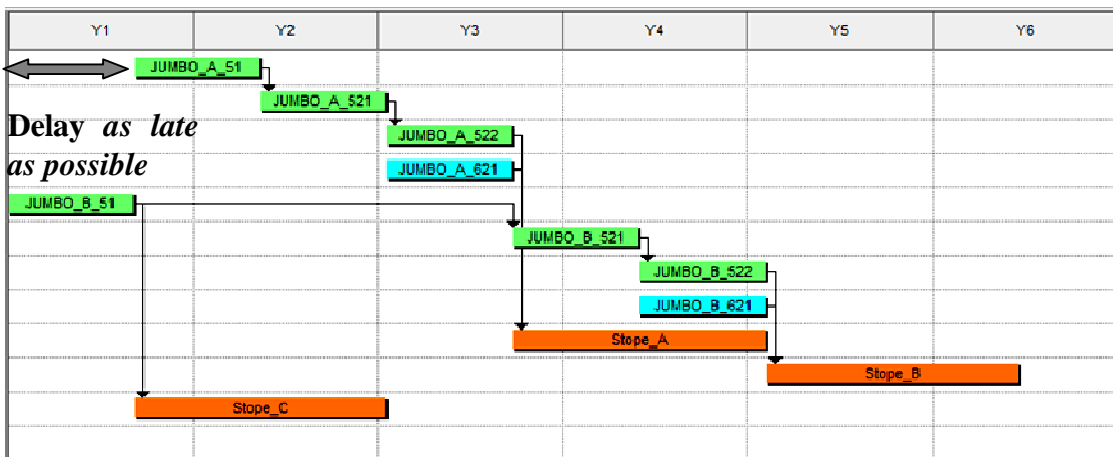 Y1 Y2 Y3 Y4 Y5 Y6
JUMBO_A_51
JUMBO_A_521
Delay as late
JUMBO_A_522
as possible
JUMBO_A_621
JUMBO_B_51
JUMBO_B_521
JUMBO_B_522
JUMBO_B_621
Stope_A
Stope_B
Stope_C